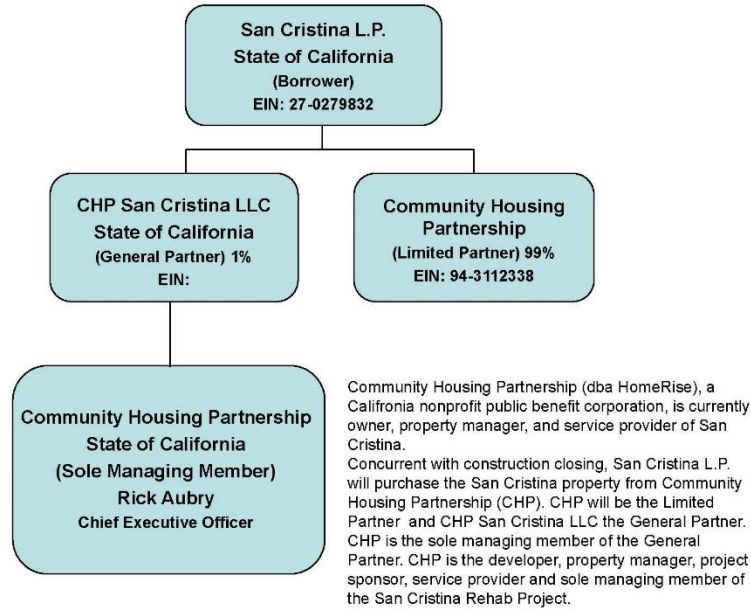 San Cristina L.P.
State of California
(Borrower)
EIN: 27-0279832
CHP San Cristina LLC
State of California
(General Partner) 1%
EIN:
Community Housing
Partnership
(Limited Partner) 99%
EIN: 94-3112338
Community Housing Partnership
State of California
(Sole Managing Member)
Rick Aubry
Chief Executive Officer
Community Housing Partnership (dba HomeRise), a
Califronia nonprofit public benefit corporation, is currently
owner, property manager, and service provider of San
Cristina.
Concurrent with construction closing, San Cristina L.P.
will purchase the San Cristina property from Community
Housing Partnership (CHP). CHP will be the Limited
Partner and CHP San Cristina LLC the General Partner.
CHP is the sole managing member of the General
Partner. CHP is the developer, property manager, project
sponsor, service provider and sole managing member of
the San Cristina Rehab Project.